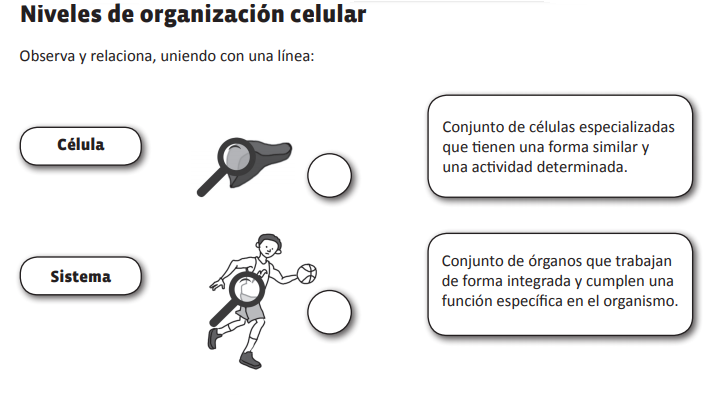 Niveles de organización celular
Observa y relaciona, uniendo con una línea:
Célula
Conjunto de células especializadas
que tienen una forma similar y
una actividad determinada.
Sistema
Conjunto de órganos que trabajan
de forma integrada y cumplen una
función específica en el organismo.